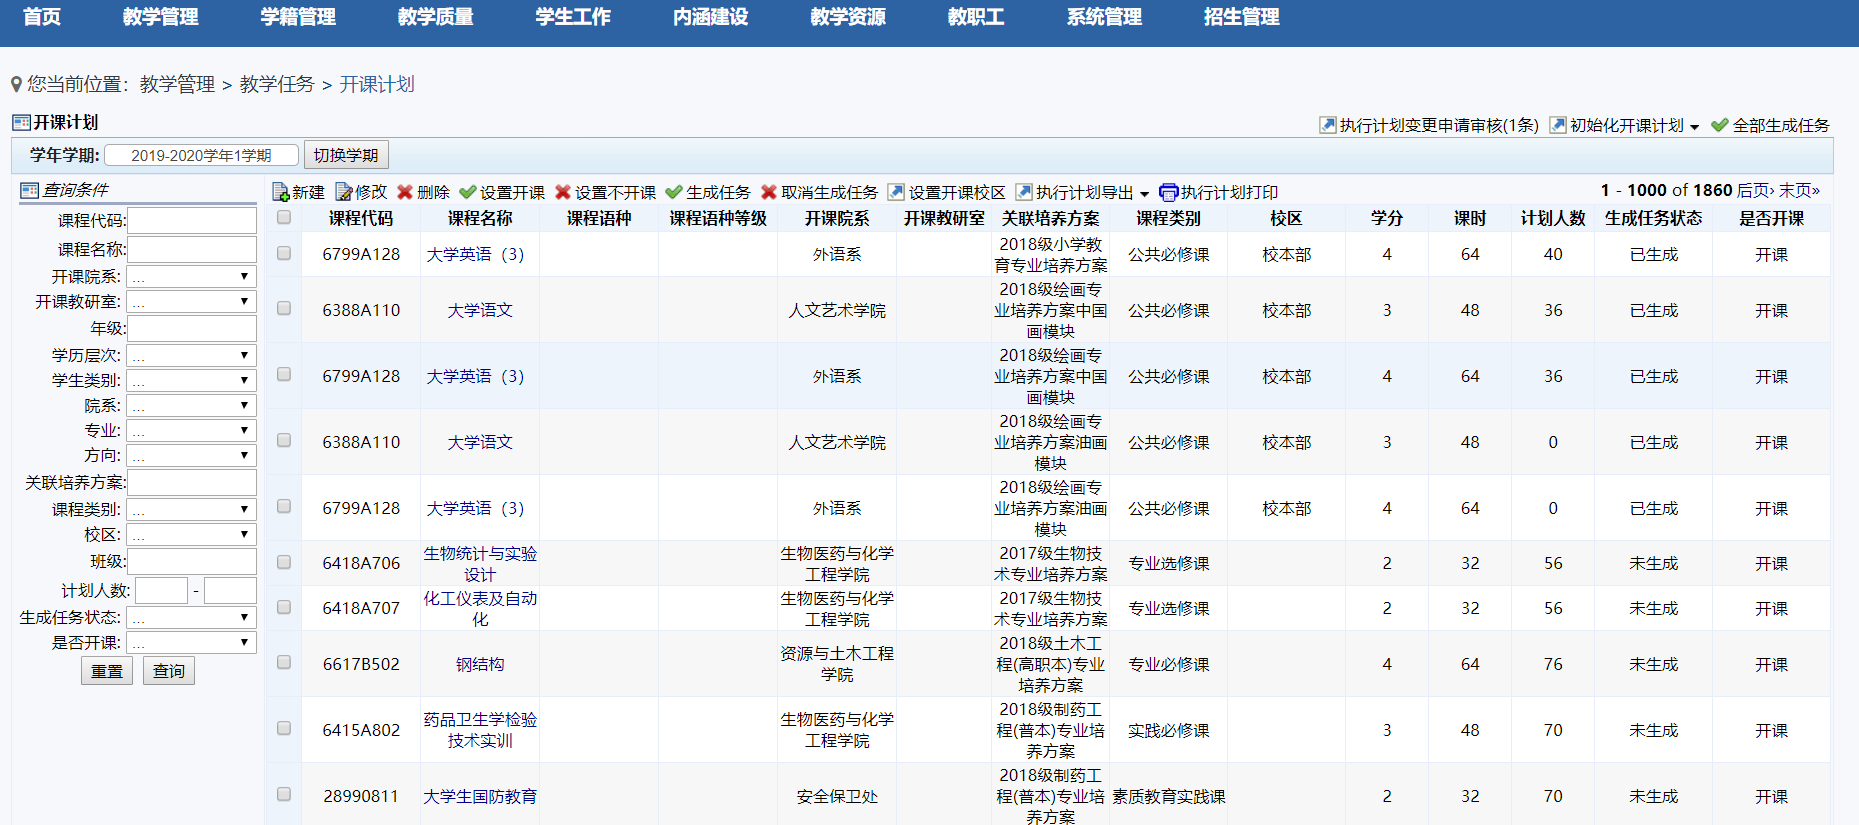 首页 教学管理 学籍管理 教学质量 学生工作 内涵建设 教学资源 教职工 系统管理 招生管理
您当前位置：教学管理 > 教学任务 > 开课计划
开课计划 执行计划变更申请审核(1条) 初始化开课计划 全部生成任务
学年学期: 2019-2020学年1学期 切换学期
查询条件
课程代码:
课程名称:
开课院系: ...
开课教研室: ...
年级:
学历层次: ...
学生类别: ...
院系: ...
专业: ...
方向: ...
关联培养方案:
课程类别: ...
校区: ...
班级:
计划人数: -
生成任务状态: ...
是否开课: ...
重置 查询
新建 修改 删除 设置开课 设置不开课 生成任务 取消生成任务 设置开课校区 执行计划导出 执行计划打印 1 - 1000 of 1860 后页› 末页»
课程代码 课程名称 课程语种 课程语种等级 开课院系 开课教研室 关联培养方案 课程类别 校区 学分 课时 计划人数 生成任务状态 是否开课
6799A128 大学英语（3） 外语系 2018级小学教育专业培养方案 公共必修课 校本部 4 64 40 已生成 开课
6388A110 大学语文 人文艺术学院 2018级绘画专业培养方案中国画模块 公共必修课 校本部 3 48 36 已生成 开课
6799A128 大学英语（3） 外语系 2018级绘画专业培养方案中国画模块 公共必修课 校本部 4 64 36 已生成 开课
6388A110 大学语文 人文艺术学院 2018级绘画专业培养方案油画模块 公共必修课 校本部 3 48 0 已生成 开课
6799A128 大学英语（3） 外语系 2018级绘画专业培养方案油画模块 公共必修课 校本部 4 64 0 已生成 开课
6418A706 生物统计与实验设计 生物医药与化学工程学院 2017级生物技术专业培养方案 专业选修课 2 32 56 未生成 开课
6418A707 化工仪表及自动化 生物医药与化学工程学院 2017级生物技术专业培养方案 专业选修课 2 32 56 未生成 开课
6617B502 钢结构 资源与土木工程学院 2018级土木工程(高职本)专业培养方案 专业必修课 4 64 76 未生成 开课
6415A802 药品卫生学检验技术实训 生物医药与化学工程学院 2018级制药工程(普本)专业培养方案 实践必修课 3 48 70 未生成 开课
28990811 大学生国防教育 安全保卫处 2018级制药工程(普本)专业培养方案 素质教育实践课 2 32 70 未生成 开课